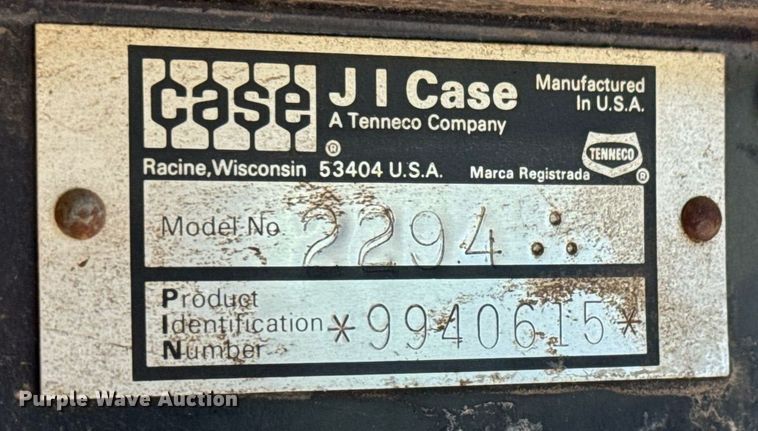 case
®
J I Case
A Tenneco Company
Manufactured
In U.S.A.
Racine, Wisconsin 53404 U.S.A.
Marca Registrada
TENNECO
®
Model No. 2294
Product
Identification
Number
*9940615*
Purple Wave Auction